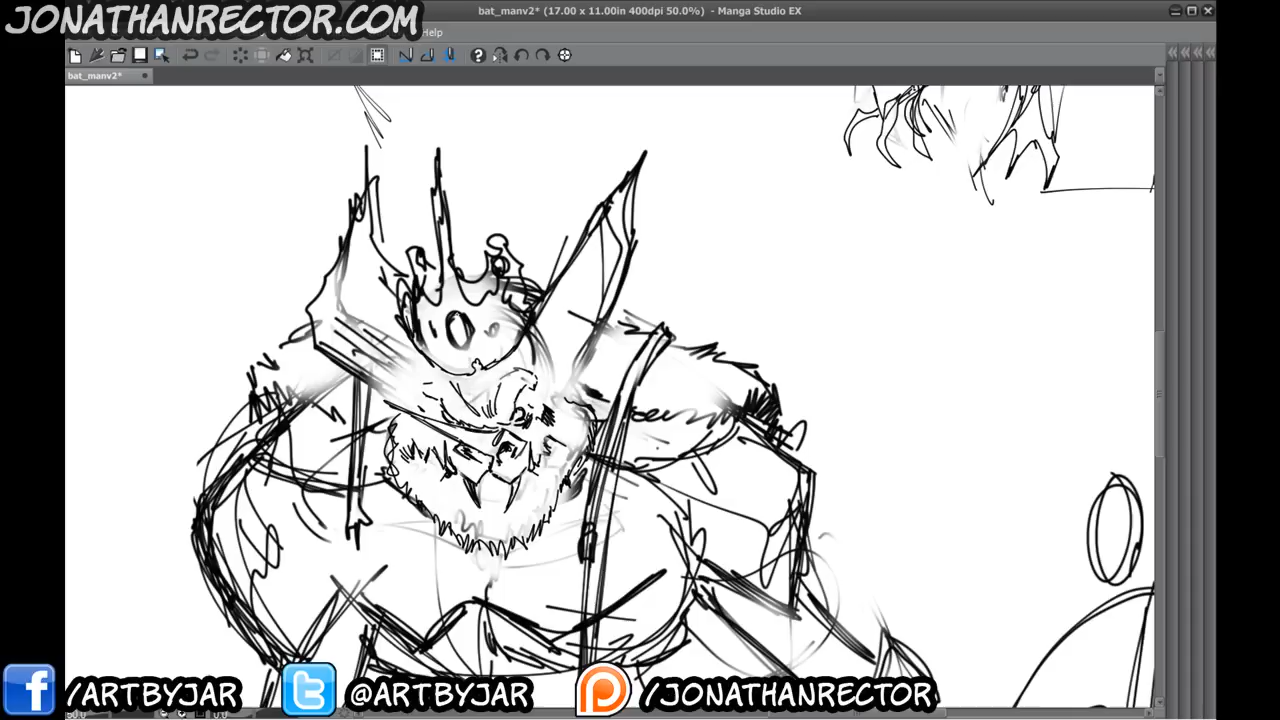 JONATHANRECTOR.COM
bat_manv2* (17.00 x 11.00in 400dpi 50.0%) - Manga Studio EX
Help
bat_manv2*
/ARTBYJAR
@ARTBYJAR
/JONATHANRECTOR